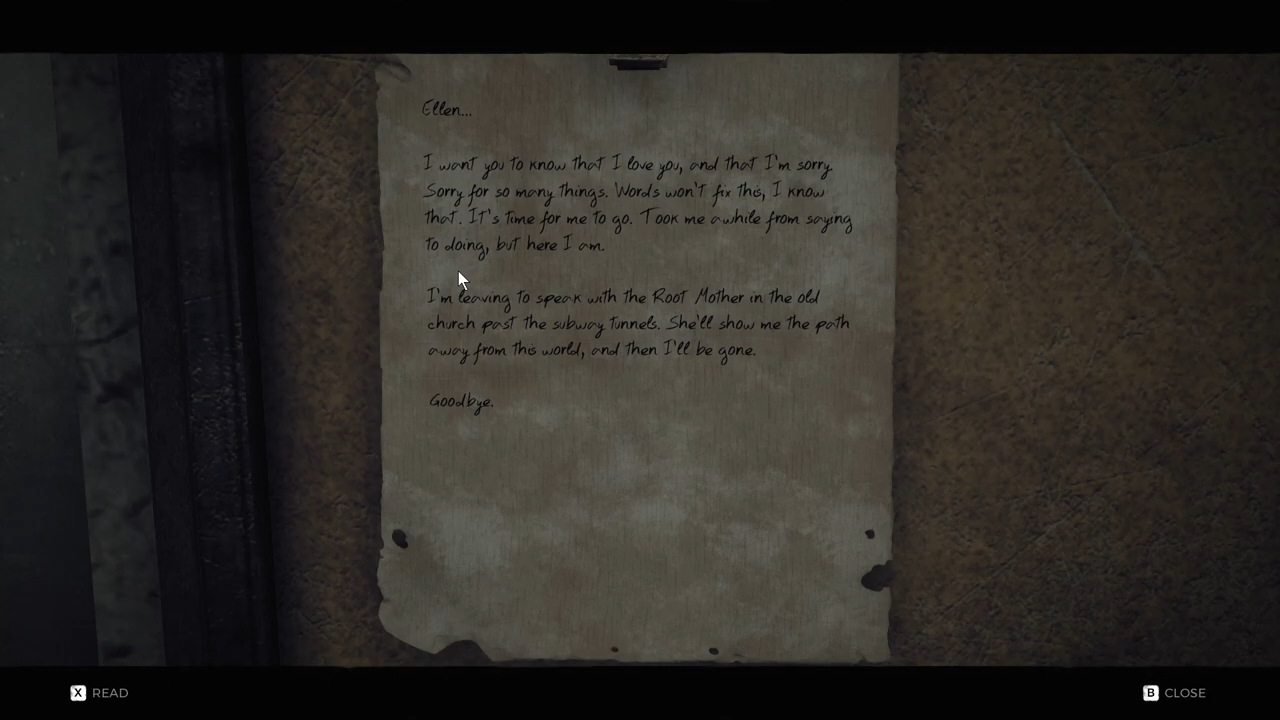 Ellen...
I want you to know that I love you, and that I'm sorry.
Sorry for so many things. Words won't fix this, I know
that. It's time for me to go. Took me awhile from saying
to doing, but here I am.
I'm leaving to speak with the Root Mother in the old
church past the subway tunnels. She'll show me the path
away from this world, and then I'll be gone.
Goodbye.
X READ
B CLOSE